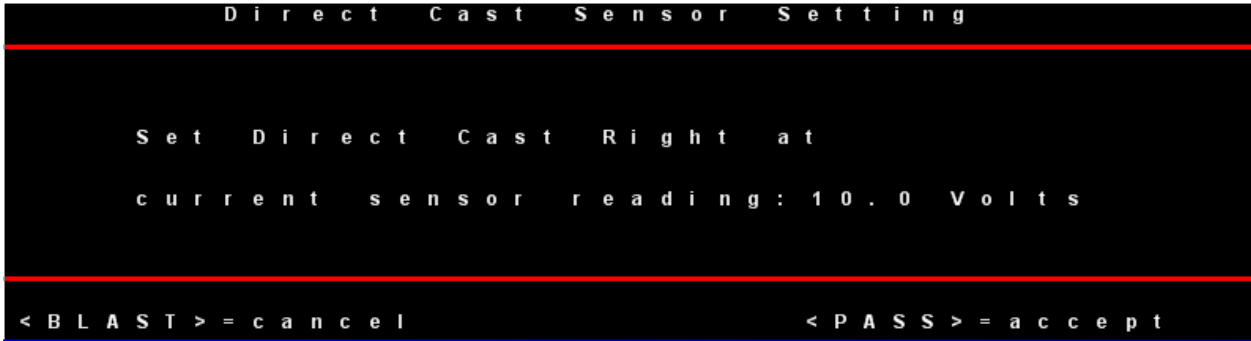 Direct Cast Sensor Setting
Set Direct Cast Right at
current sensor reading: 10.0 Volts
<BLAST>=cancel <PASS>=accept